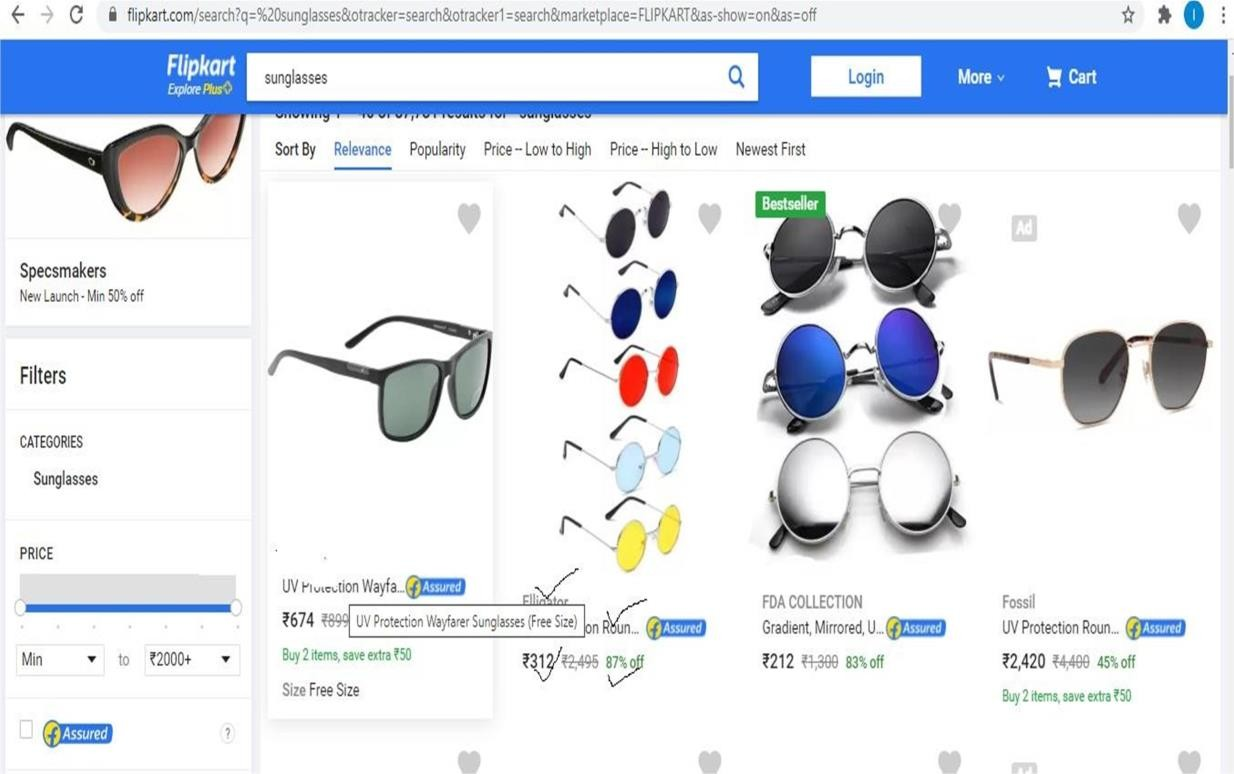 flipkart.com/search?q=%20sunglasses&otracker=search&otracker1=search&marketplace=FLIPKART&as-show=on&as=off
I
Flipkart
Explore Plus
sunglasses
Login
More
Cart
Sort By Relevance Popularity Price -- Low to High Price -- High to Low Newest First
Specsmakers
New Launch - Min 50% off
Filters
CATEGORIES
Sunglasses
PRICE
Min to ₹2000+
Assured
?
UV Protection Wayfa... Assured
₹674 ₹899
UV Protection Wayfarer Sunglasses (Free Size)
Buy 2 items, save extra ₹50
Size Free Size
Elligator
on Roun... Assured
₹312 ₹2,495 87% off
Bestseller
FDA COLLECTION
Gradient, Mirrored, U... Assured
₹212 ₹1,300 83% off
Ad
Fossil
UV Protection Roun... Assured
₹2,420 ₹4,400 45% off
Buy 2 items, save extra ₹50